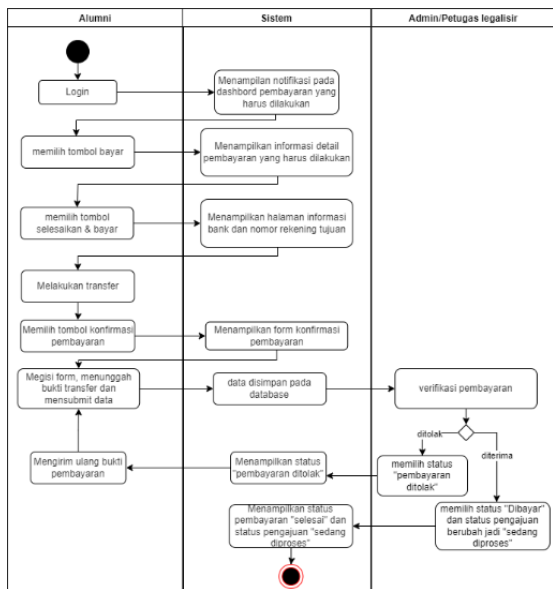 Alumni
Sistem
Admin/Petugas legalisir
Login
Menampilan notifikasi pada
dashbord pembayaran yang
harus dilakukan
memilih tombol bayar
Menampilkan informasi detail
pembayaran yang harus dilakukan
memilih tombol
selesaikan & bayar
Menampilkan halaman informasi
bank dan nomor rekening tujuan
Melakukan transfer
Memilih tombol konfirmasi
pembayaran
Menampilkan form konfirmasi
pembayaran
Megisi form, menunggah
bukti transfer dan
mensubmit data
data disimpan pada
database
verifikasi pembayaran
ditolak
diterima
Mengirim ulang bukti
pembayaran
Menampilkan status
"pembayaran ditolak"
memilih status
"pembayaran
ditolak"
Menampilkan status
pembayaran "selesai" dan
status pengajuan "sedang
diproses"
memilih status "Dibayar"
dan status pengajuan
berubah jadi "sedang
diproses"